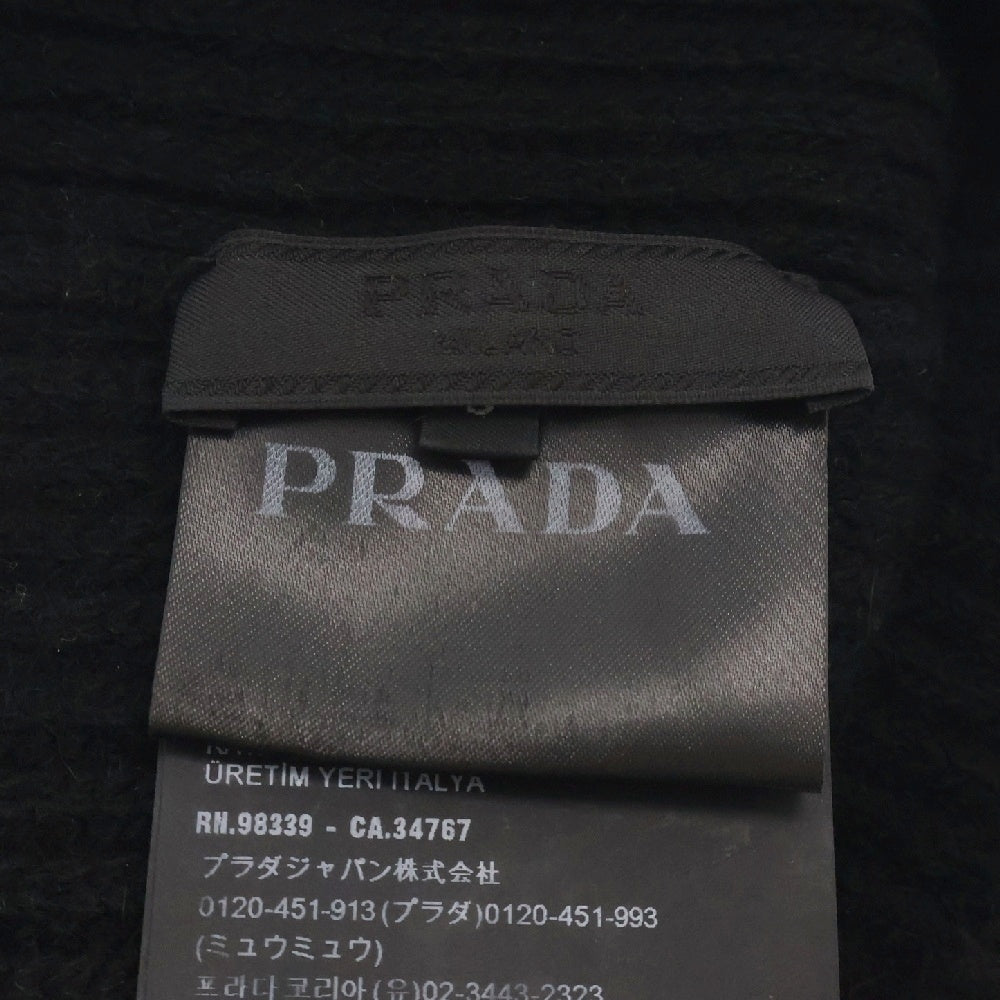 PRADA
MILANO
PRADA
ÜRETİM YERİ İTALYA
RN.98339 - CA.34767
プラダジャパン株式会社
0120-451-913 (プラダ)0120-451-993
(ミュウミュウ)
프라다 코리아 (유)02-3443-2323